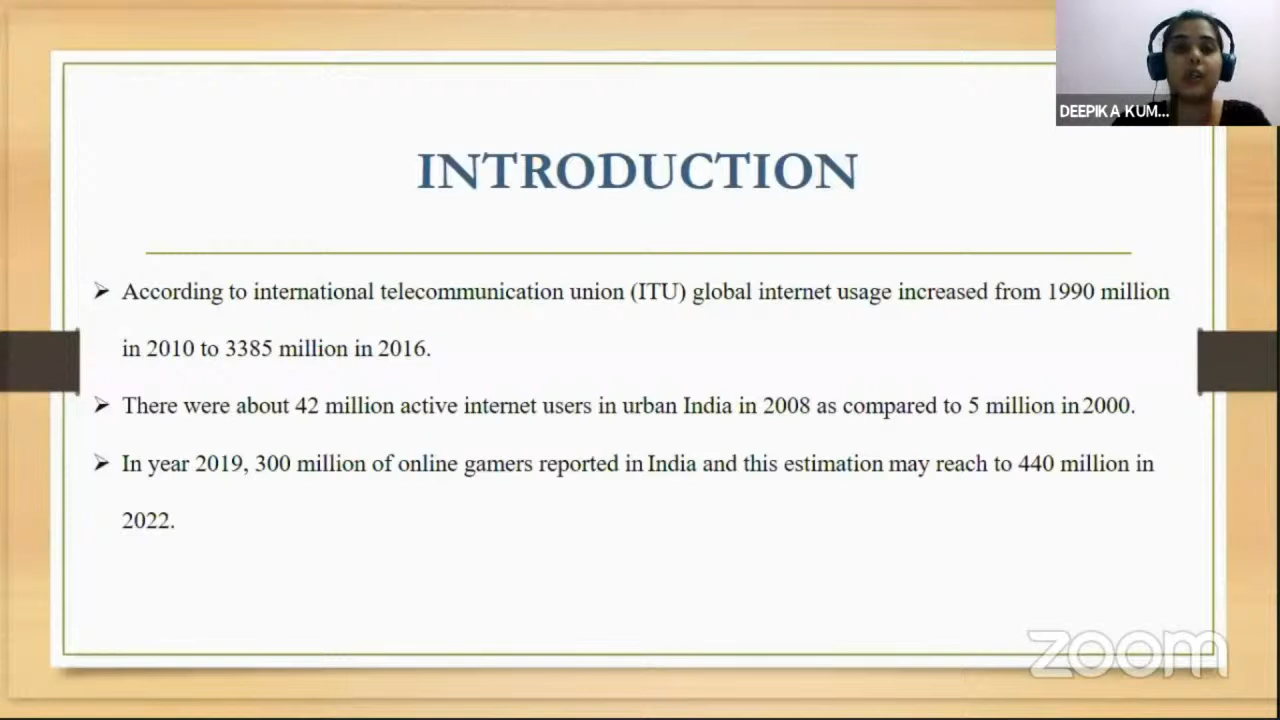 DEEPIKA KUM...
INTRODUCTION
➢ According to international telecommunication union (ITU) global internet usage increased from 1990 million
in 2010 to 3385 million in 2016.
➢ There were about 42 million active internet users in urban India in 2008 as compared to 5 million in 2000.
➢ In year 2019, 300 million of online gamers reported in India and this estimation may reach to 440 million in
2022.
zoom